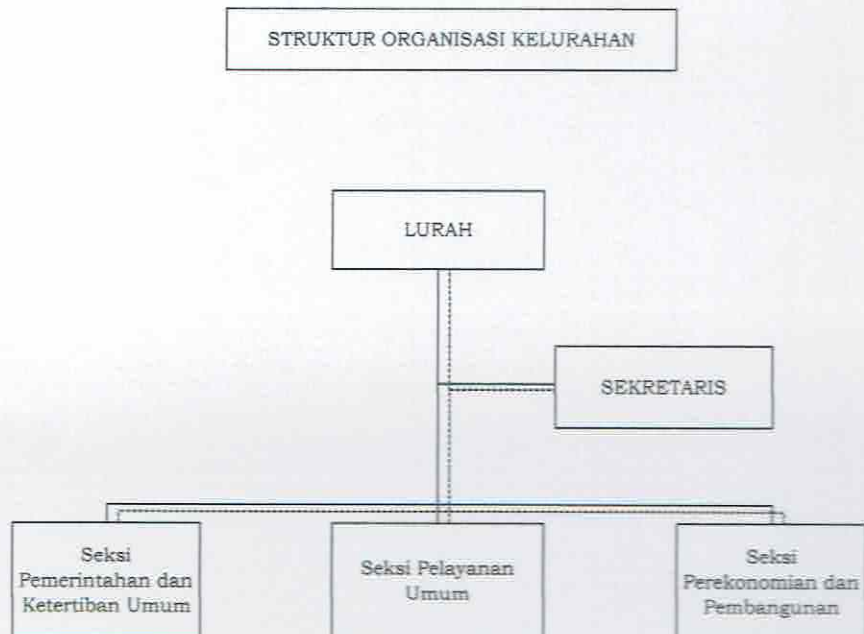 STRUKTUR ORGANISASI KELURAHAN
LURAH
SEKRETARIS
Seksi
Pemerintahan dan
Ketertiban Umum
Seksi Pelayanan
Umum
Seksi
Perekonomian dan
Pembangunan